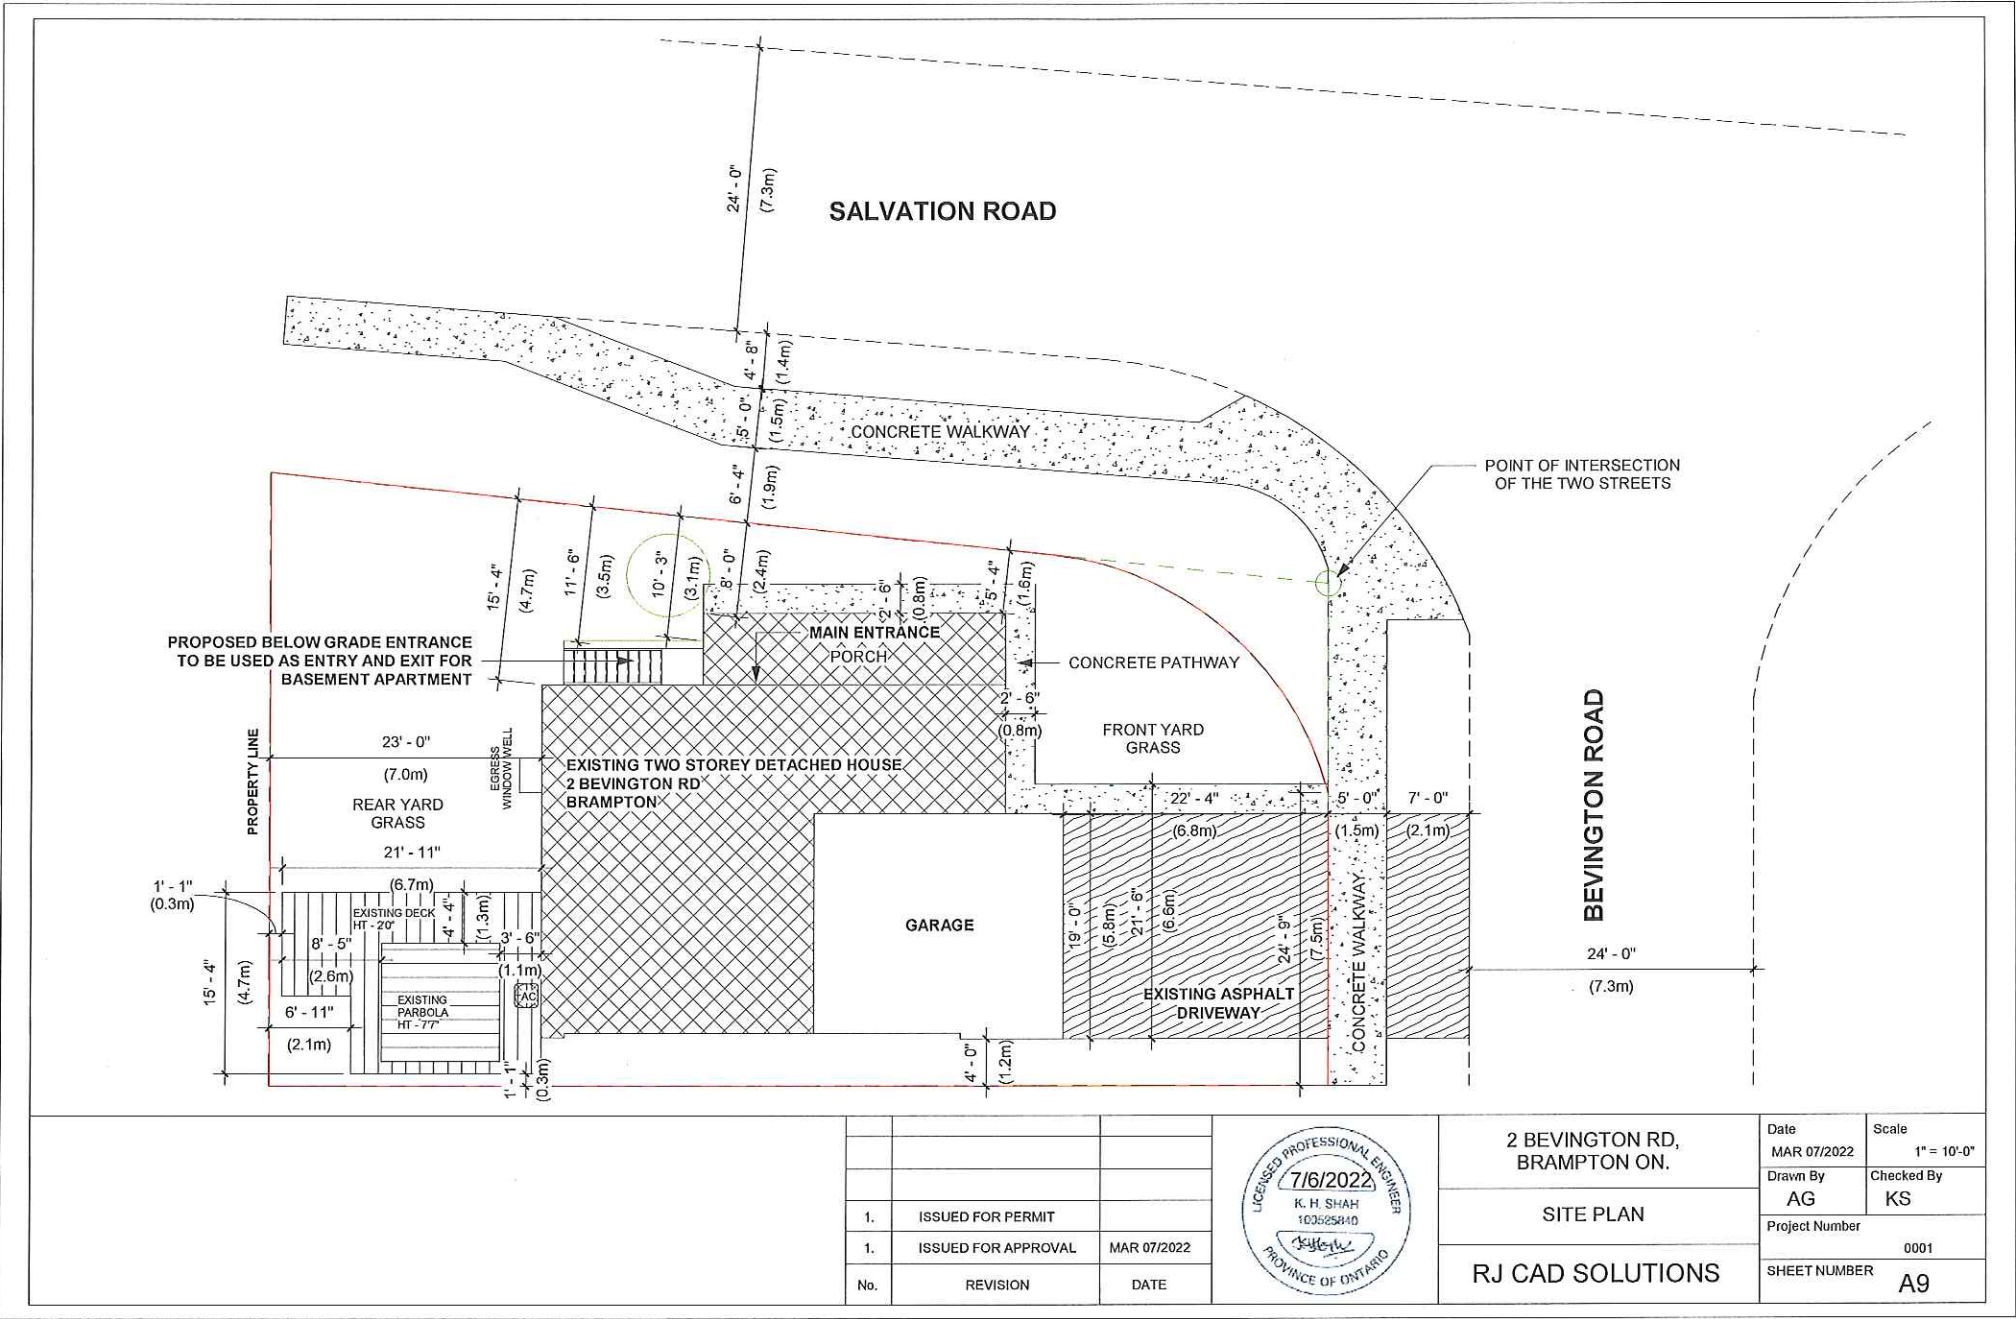 24' - 0"
(7.3m)
SALVATION ROAD
4' - 8"
(1.4m)
5' - 0"
(1.5m)
CONCRETE WALKWAY
6' - 4"
(1.9m)
POINT OF INTERSECTION
OF THE TWO STREETS
15' - 4"
(4.7m)
11' - 6"
(3.5m)
10' - 3"
(3.1m)
8' - 0"
(2.4m)
2' - 6"
(0.8m)
5' - 4"
(1.6m)
PROPOSED BELOW GRADE ENTRANCE
TO BE USED AS ENTRY AND EXIT FOR
BASEMENT APARTMENT
MAIN ENTRANCE
PORCH
CONCRETE PATHWAY
2' - 6"
(0.8m)
FRONT YARD
GRASS
PROPERTY LINE
23' - 0"
(7.0m)
REAR YARD
GRASS
EGRESS
WINDOW WELL
EXISTING TWO STOREY DETACHED HOUSE
2 BEVINGTON RD
BRAMPTON
22' - 4"
(6.8m)
5' - 0"
(1.5m)
7' - 0"
(2.1m)
BEVINGTON ROAD
21' - 11"
(6.7m)
1' - 1"
(0.3m)
EXISTING DECK
HT - 2'0"
4' - 4"
(1.3m)
8' - 5"
(2.6m)
3' - 6"
(1.1m)
15' - 4"
(4.7m)
AC
EXISTING
PARBOLA
HT - 7'7"
6' - 11"
(2.1m)
1' - 1"
(0.3m)
GARAGE
19' - 0"
(5.8m)
21' - 6"
(6.6m)
24' - 9"
(7.5m)
EXISTING ASPHALT
DRIVEWAY
CONCRETE WALKWAY
24' - 0"
(7.3m)
4' - 0"
(1.2m)
1. ISSUED FOR PERMIT
1. ISSUED FOR APPROVAL MAR 07/2022
No. REVISION DATE
LICENSED PROFESSIONAL ENGINEER
7/6/2022
K. H. SHAH
100525840
PROVINCE OF ONTARIO
2 BEVINGTON RD,
BRAMPTON ON.
SITE PLAN
RJ CAD SOLUTIONS
Date
MAR 07/2022
Scale
1" = 10'-0"
Drawn By
AG
Checked By
KS
Project Number
0001
SHEET NUMBER
A9